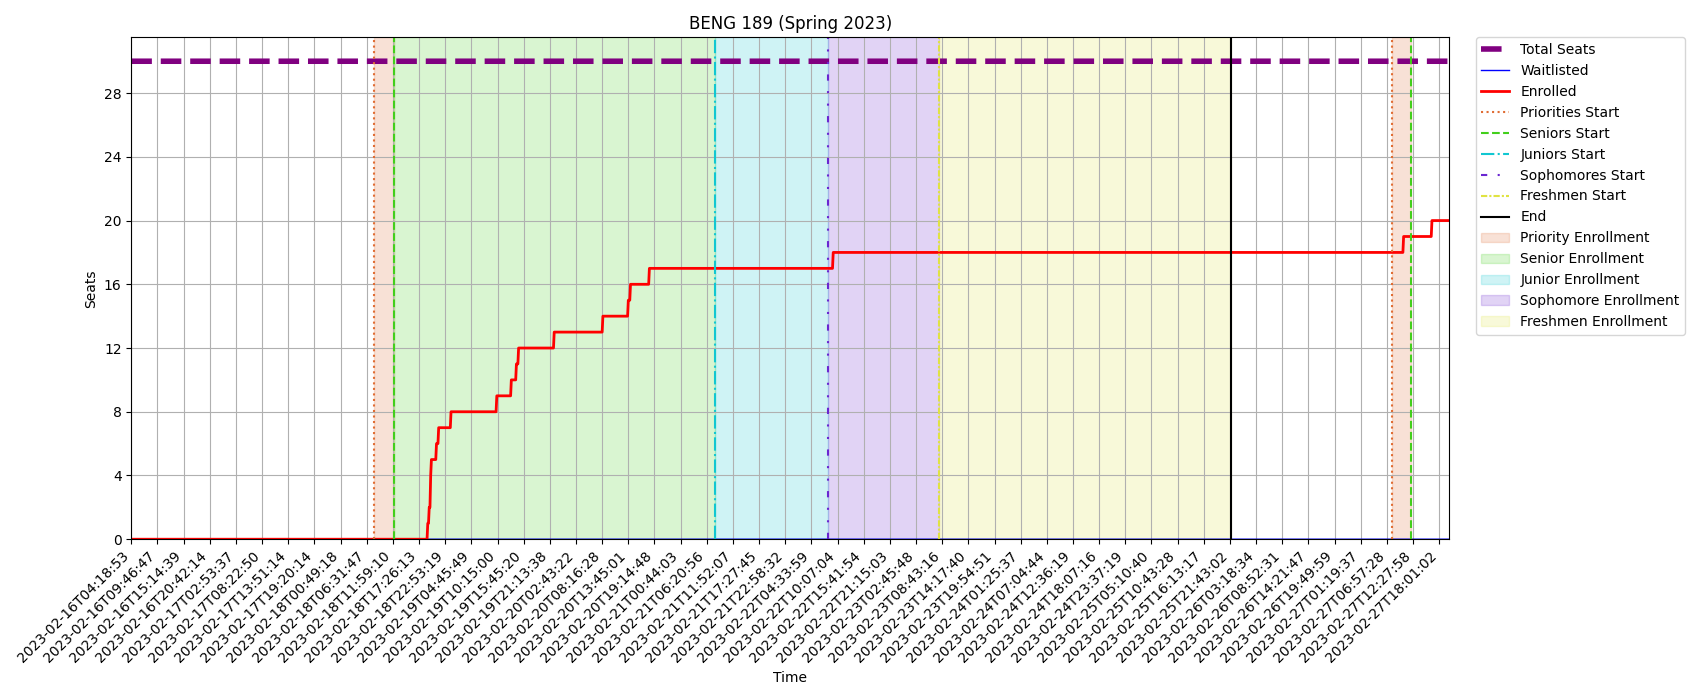 BENG 189 (Spring 2023)
Seats
28
24
20
16
12
8
4
0
2023-02-16T04:18:53
2023-02-16T09:46:47
2023-02-16T15:14:39
2023-02-16T20:42:14
2023-02-17T02:53:37
2023-02-17T08:22:50
2023-02-17T13:51:14
2023-02-17T19:20:14
2023-02-18T00:49:18
2023-02-18T06:31:47
2023-02-18T11:59:10
2023-02-18T17:26:13
2023-02-18T22:53:19
2023-02-19T04:45:49
2023-02-19T10:15:00
2023-02-19T15:45:20
2023-02-19T21:13:38
2023-02-20T02:43:22
2023-02-20T08:16:28
2023-02-20T13:45:01
2023-02-20T19:14:48
2023-02-21T00:44:03
2023-02-21T06:20:56
2023-02-21T11:52:07
2023-02-21T17:27:45
2023-02-21T22:58:32
2023-02-22T04:33:59
2023-02-22T10:07:04
2023-02-22T15:41:54
2023-02-22T21:15:03
2023-02-23T02:45:48
2023-02-23T08:43:16
2023-02-23T14:17:40
2023-02-23T19:54:51
2023-02-24T01:25:37
2023-02-24T07:04:44
2023-02-24T12:36:19
2023-02-24T18:07:16
2023-02-24T23:37:19
2023-02-25T05:10:40
2023-02-25T10:43:28
2023-02-25T16:13:17
2023-02-25T21:43:02
2023-02-26T03:18:34
2023-02-26T08:52:31
2023-02-26T14:21:47
2023-02-26T19:49:59
2023-02-27T01:19:37
2023-02-27T06:57:28
2023-02-27T12:27:58
2023-02-27T18:01:02
Time
Total Seats
Waitlisted
Enrolled
Priorities Start
Seniors Start
Juniors Start
Sophomores Start
Freshmen Start
End
Priority Enrollment
Senior Enrollment
Junior Enrollment
Sophomore Enrollment
Freshmen Enrollment